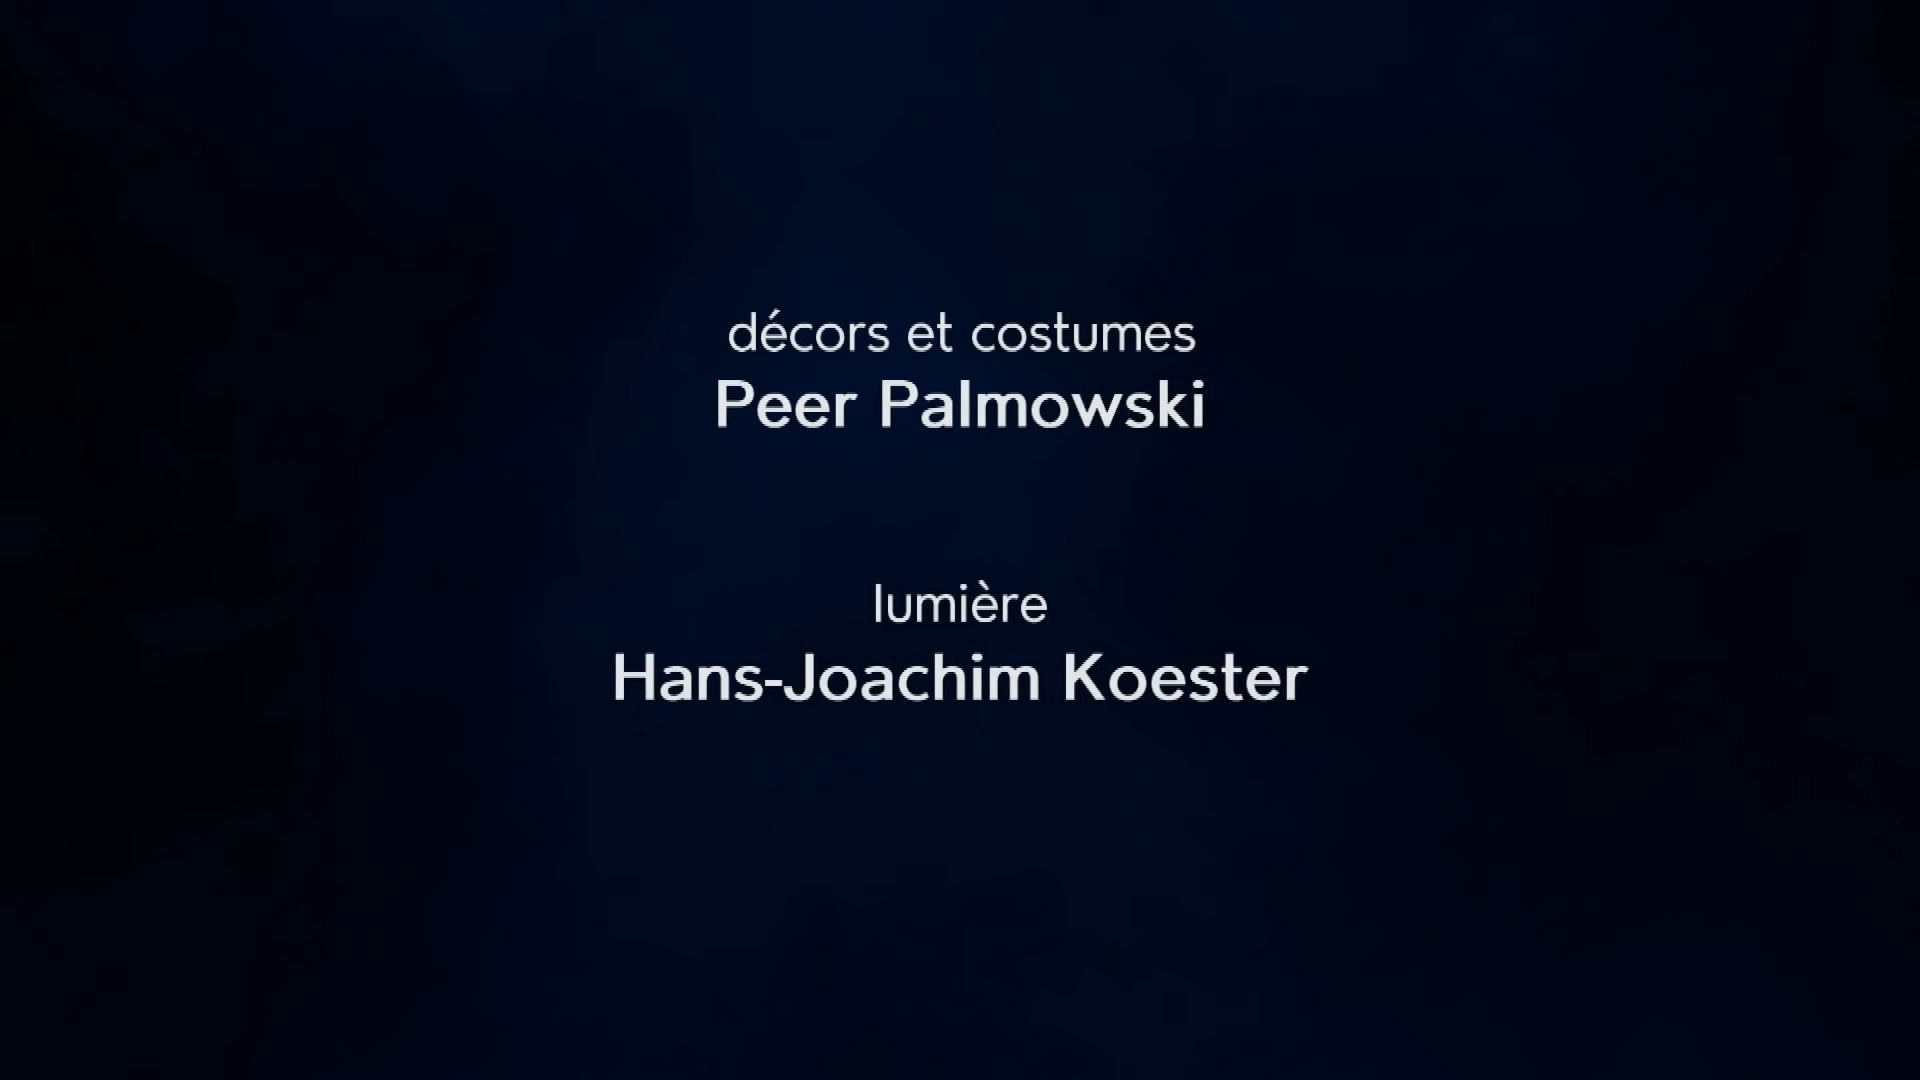 décors et costumes
Peer Palmowski
lumière
Hans-Joachim Koester